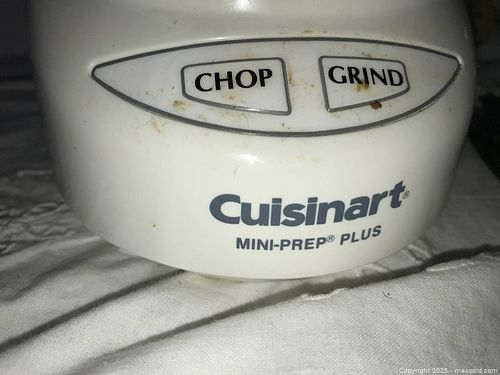 CHOP GRIND
Cuisinart®
MINI-PREP® PLUS
Copyright 2025 - maxsold.com